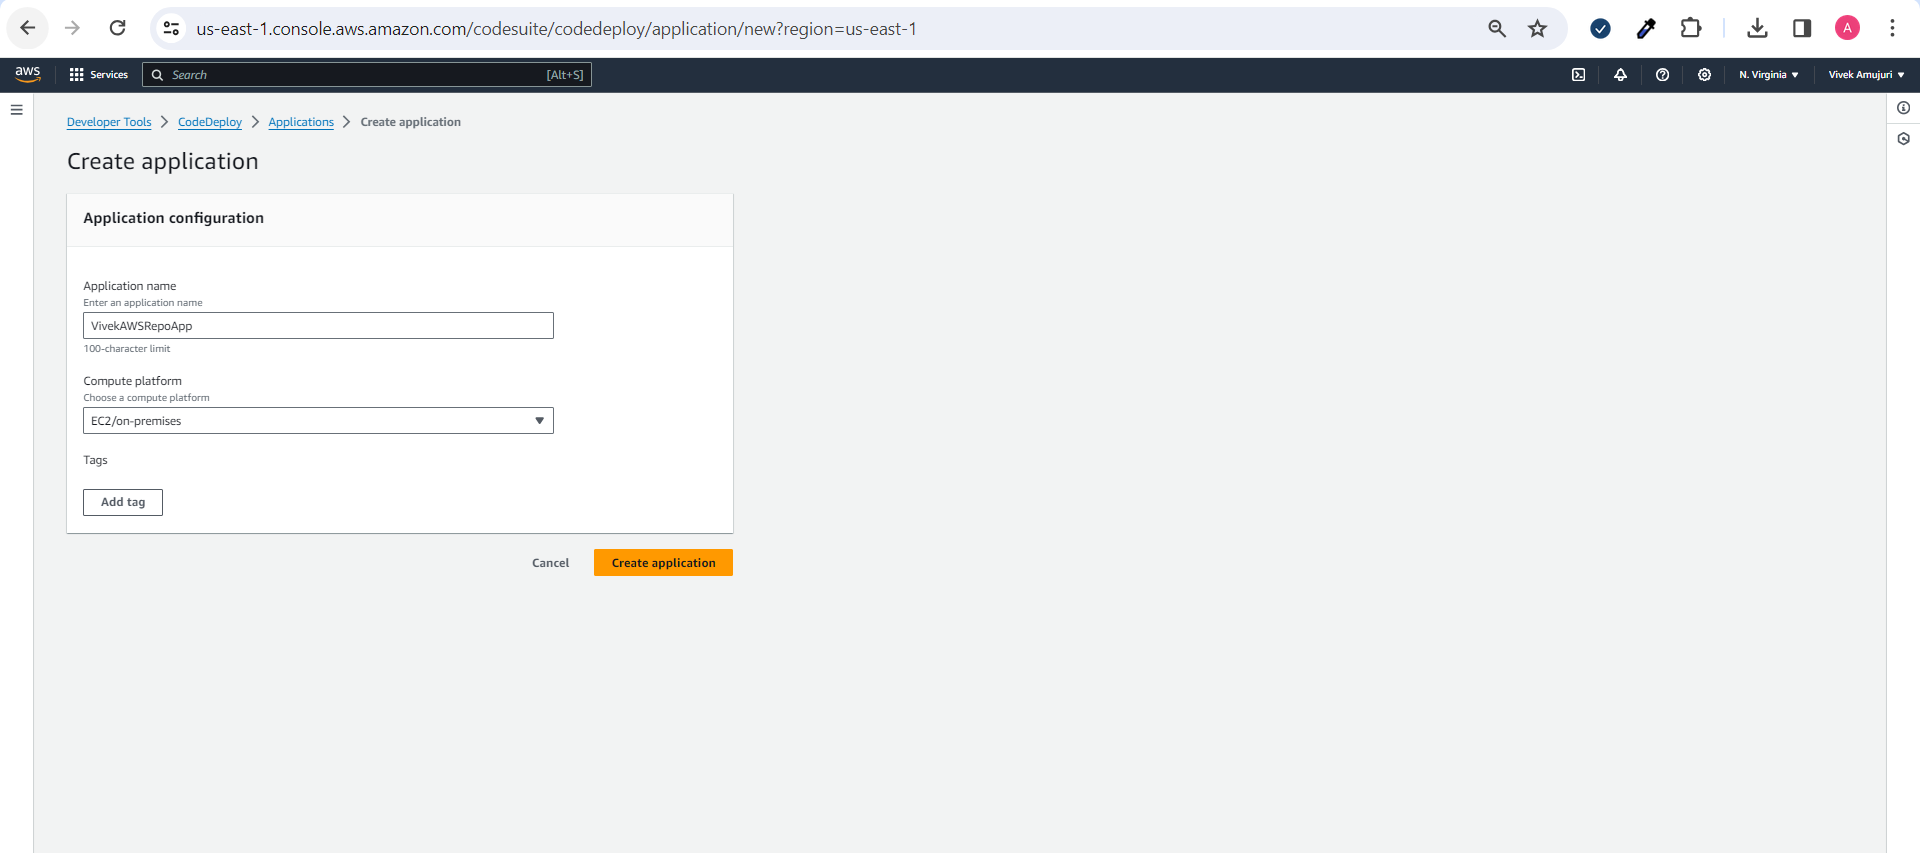 us-east-1.console.aws.amazon.com/codesuite/codedeploy/application/new?region=us-east-1
A
aws
Services
Search
[Alt+S]
N. Virginia
Vivek Amujuri
Developer Tools
CodeDeploy
Applications
Create application
Create application
Application configuration
Application name
Enter an application name
VivekAWSRepoApp
100-character limit
Compute platform
Choose a compute platform
EC2/on-premises
Tags
Add tag
Cancel
Create application